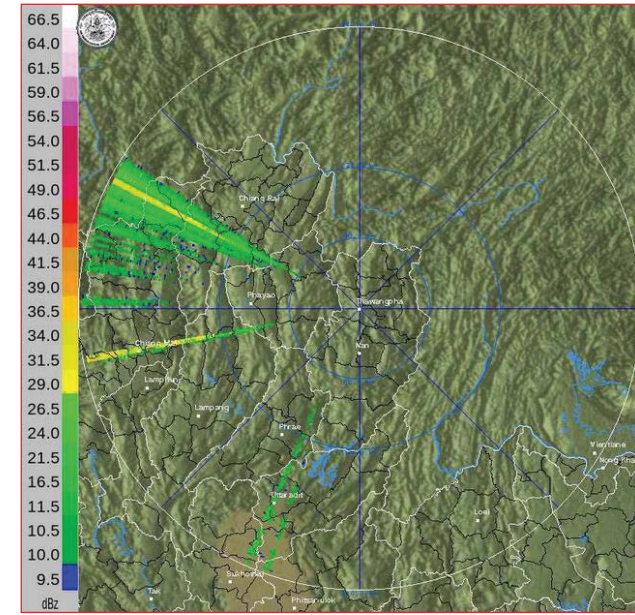 66.5
64.0
61.5
59.0
56.5
54.0
51.5
49.0
46.5
44.0
41.5
39.0
36.5
34.0
31.5
29.0
26.5
24.0
21.5
16.5
11.5
10.5
10.0
9.5
dBz
Chiang Rai
Phayao
Thawangpha
Chiang Mai
Nan
Lamphun
Lampang
Phrae
Vientiane
Nong Kha
Uttaradit
Loei
Sukhothai
Tak
Phitsanulok